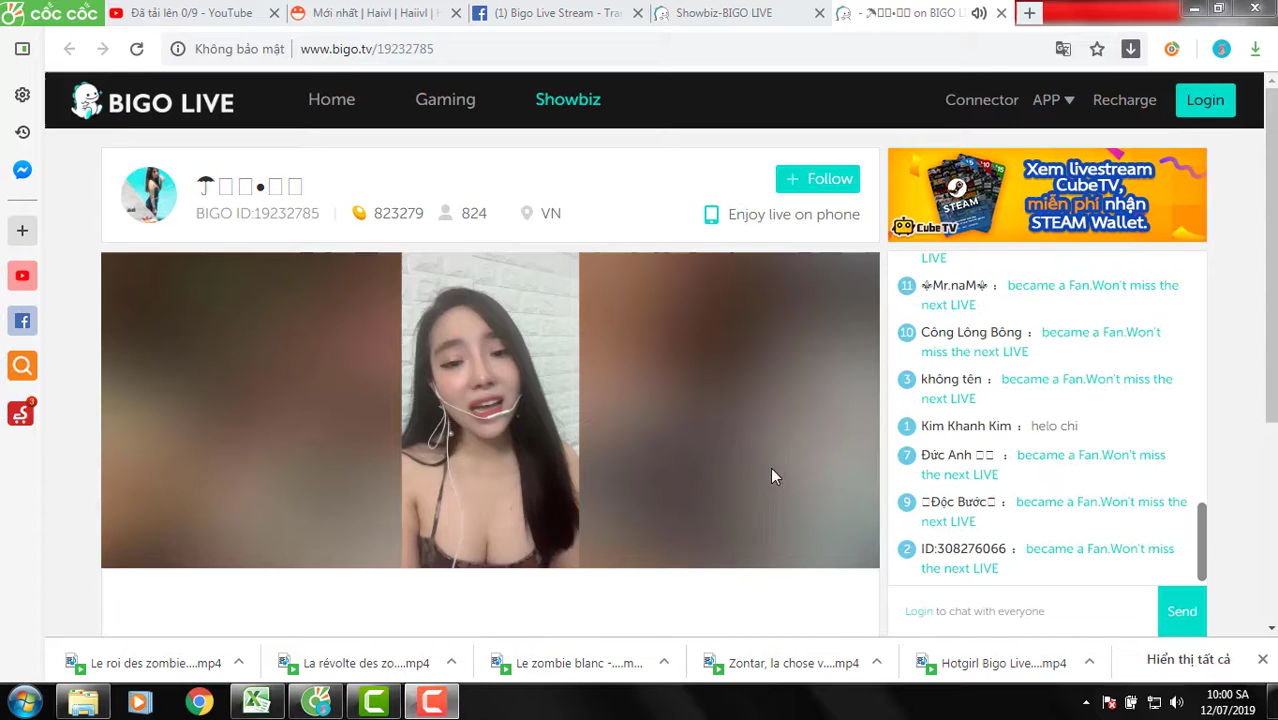 cốc cốc
Đã tải lên 0/9 - YouTube
Mới nhất | Haivl | Haiivl |
(1) Bigo Live Stream - Tra
Showbiz-BIGO LIVE
on BIGO LI
Không bảo mật
www.bigo.tv/19232785
BIGO LIVE
Home
Gaming
Showbiz
Connector
APP
Recharge
Login
BIGO ID:19232785
823279
824
VN
+ Follow
Enjoy live on phone
STEAM
CubeTV
Xem livestream
CubeTV,
miễn phí nhận
STEAM Wallet.
LIVE
11 ⚜Mr.naM⚜ : became a Fan.Won't miss the
next LIVE
10 Công Lông Bông : became a Fan.Won't
miss the next LIVE
3 không tên : became a Fan.Won't miss the
next LIVE
1 Kim Khanh Kim : helo chi
7 Đức Anh □□ : became a Fan.Won't miss
the next LIVE
9 □Độc Bước□ : became a Fan.Won't miss
the next LIVE
2 ID:308276066 : became a Fan.Won't miss
the next LIVE
Login to chat with everyone
Send
Le roi des zombie....mp4
La révolte des zo....mp4
Le zombie blanc -....m...
Zontar, la chose v....mp4
Hotgirl Bigo Live....mp4
Hiển thị tất cả
10:00 SA
12/07/2019